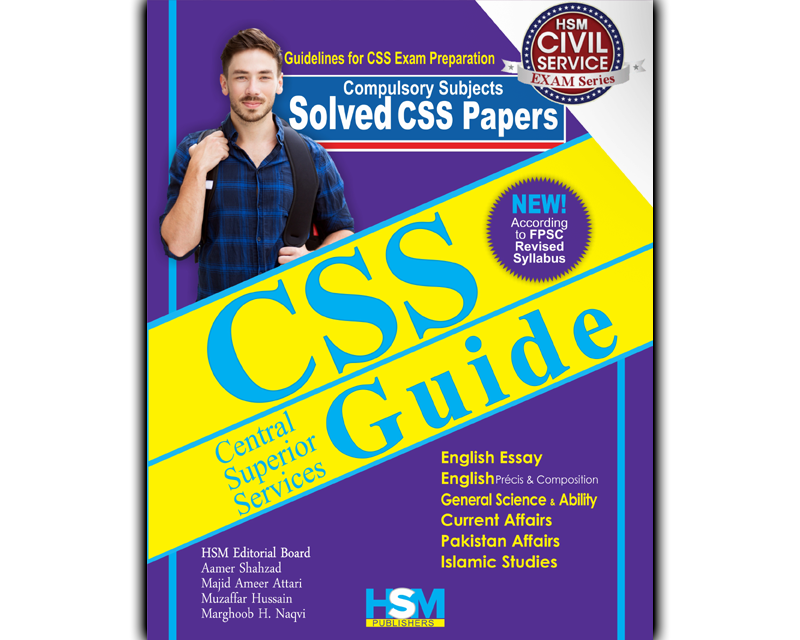 Guidelines for CSS Exam Preparation
Compulsory Subjects
Solved CSS Papers
HSM
CIVIL
SERVICE
EXAM Series
NEW!
According
to FPSC
Revised
Syllabus
CSS
Guide
Central
Superior
Services
English Essay
English Précis & Composition
General Science & Ability
Current Affairs
Pakistan Affairs
Islamic Studies
HSM Editorial Board
Aamer Shahzad
Majid Ameer Attari
Muzaffar Hussain
Marghoob H. Naqvi
HSM
PUBLISHERS